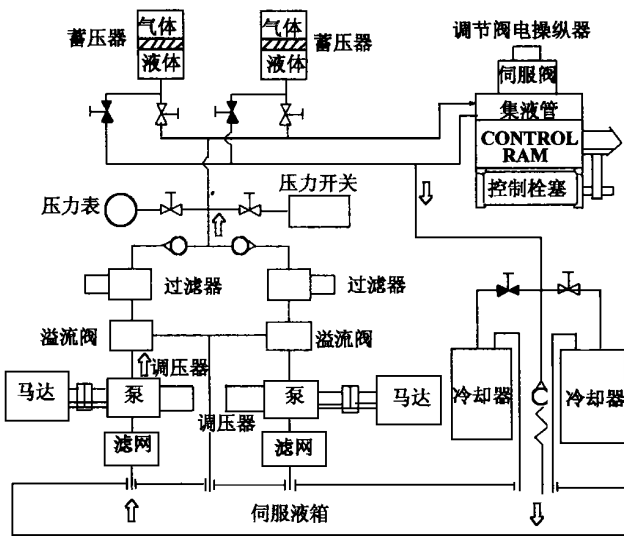 气体
液体
蓄压器
气体
液体
蓄压器
调节阀电操纵器
伺服阀
集液管
CONTROL
RAM
控制栓塞
压力表
压力开关
过滤器
过滤器
溢流阀
溢流阀
调压器
马达
泵
调压器
泵
马达
冷却器
冷却器
滤网
滤网
伺服液箱